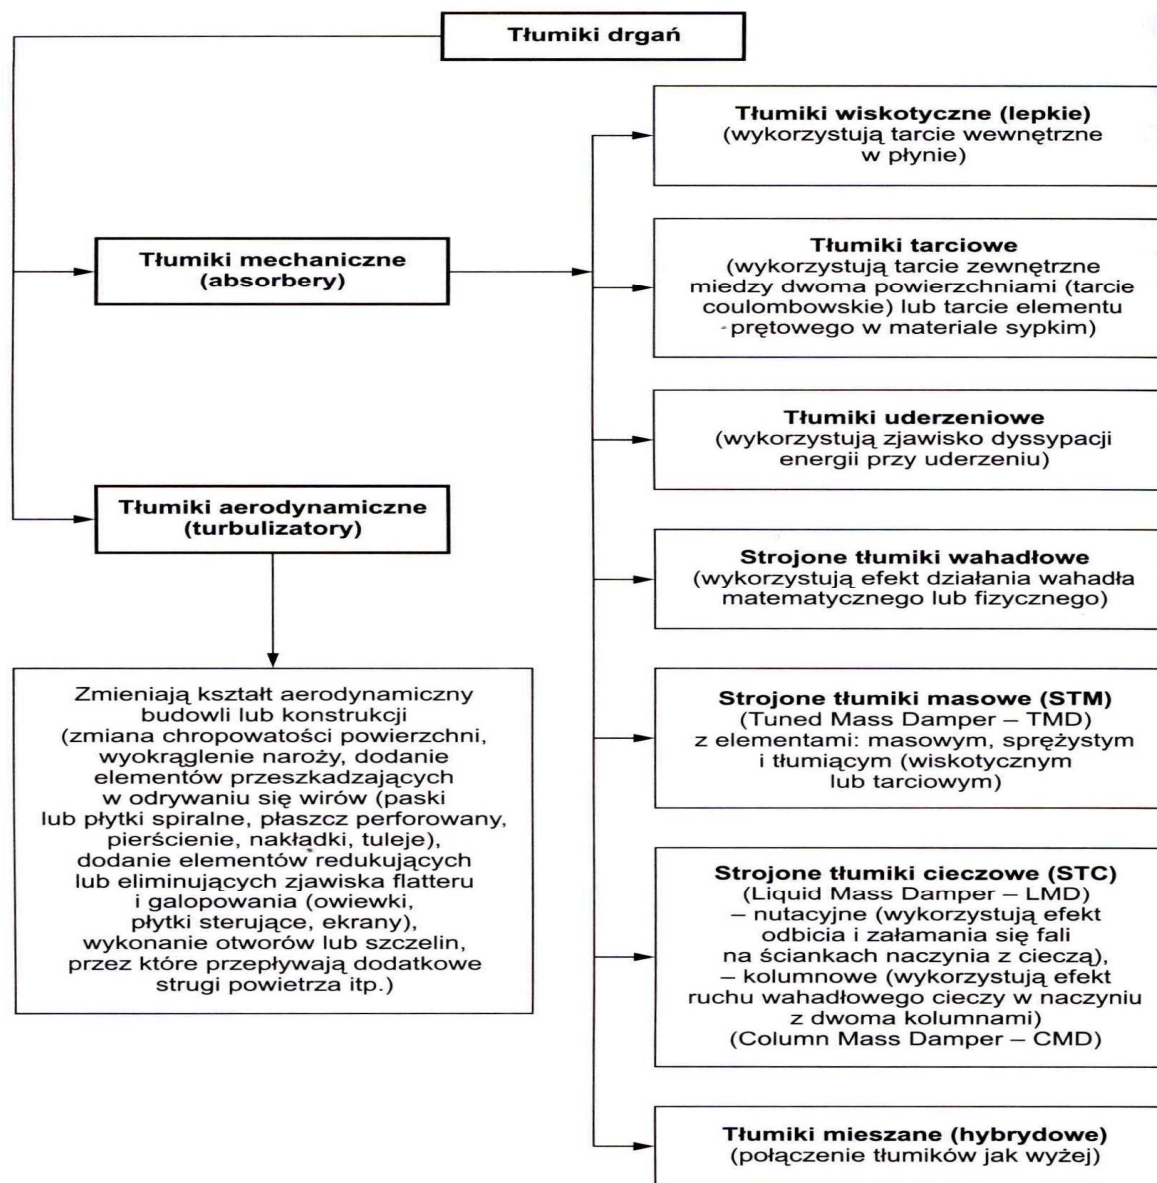 Tłumiki drgań
Tłumiki mechaniczne
(absorbery)
Tłumiki aerodynamiczne
(turbulizatory)
Zmieniają kształt aerodynamiczny
budowli lub konstrukcji
(zmiana chropowatości powierzchni,
wyokrąglenie naroży, dodanie
elementów przeszkadzających
w odrywaniu się wirów (paski
lub płytki spiralne, płaszcz perforowany,
pierścienie, nakładki, tuleje),
dodanie elementów redukujących
lub eliminujących zjawiska flatteru
i galopowania (owiewki,
płytki sterujące, ekrany),
wykonanie otworów lub szczelin,
przez które przepływają dodatkowe
strugi powietrza itp.)
Tłumiki wiskotyczne (lepkie)
(wykorzystują tarcie wewnętrzne
w płynie)
Tłumiki tarciowe
(wykorzystują tarcie zewnętrzne
miedzy dwoma powierzchniami (tarcie
coulombowskie) lub tarcie elementu
prętowego w materiale sypkim)
Tłumiki uderzeniowe
(wykorzystują zjawisko dyssypacji
energii przy uderzeniu)
Strojone tłumiki wahadłowe
(wykorzystują efekt działania wahadła
matematycznego lub fizycznego)
Strojone tłumiki masowe (STM)
(Tuned Mass Damper – TMD)
z elementami: masowym, sprężystym
i tłumiącym (wiskotycznym
lub tarciowym)
Strojone tłumiki cieczowe (STC)
(Liquid Mass Damper – LMD)
– nutacyjne (wykorzystują efekt
odbicia i załamania się fali
na ściankach naczynia z cieczą),
– kolumnowe (wykorzystują efekt
ruchu wahadłowego cieczy w naczyniu
z dwoma kolumnami)
(Column Mass Damper – CMD)
Tłumiki mieszane (hybrydowe)
(połączenie tłumików jak wyżej)